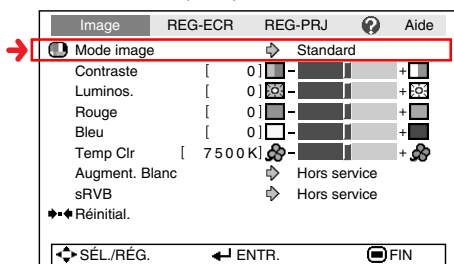 Image REG-ECR REG-PRJ ? Aide
Mode image Standard
Contraste [ 0] - +
Luminos. [ 0] - +
Rouge [ 0] - +
Bleu [ 0] - +
Temp Clr [ 7500K] - +
Augment. Blanc Hors service
sRVB Hors service
Réinitial.
SÉL./RÉG. ENTR. FIN